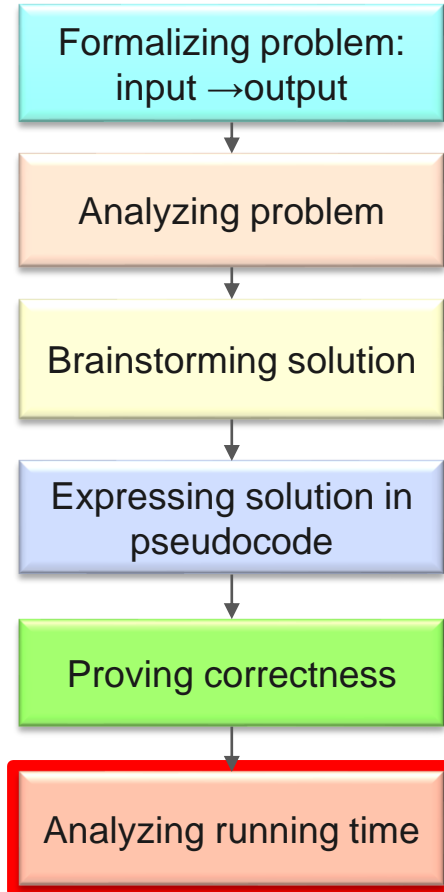 Formalizing problem:
input →output
Analyzing problem
Brainstorming solution
Expressing solution in
pseudocode
Proving correctness
Analyzing running time